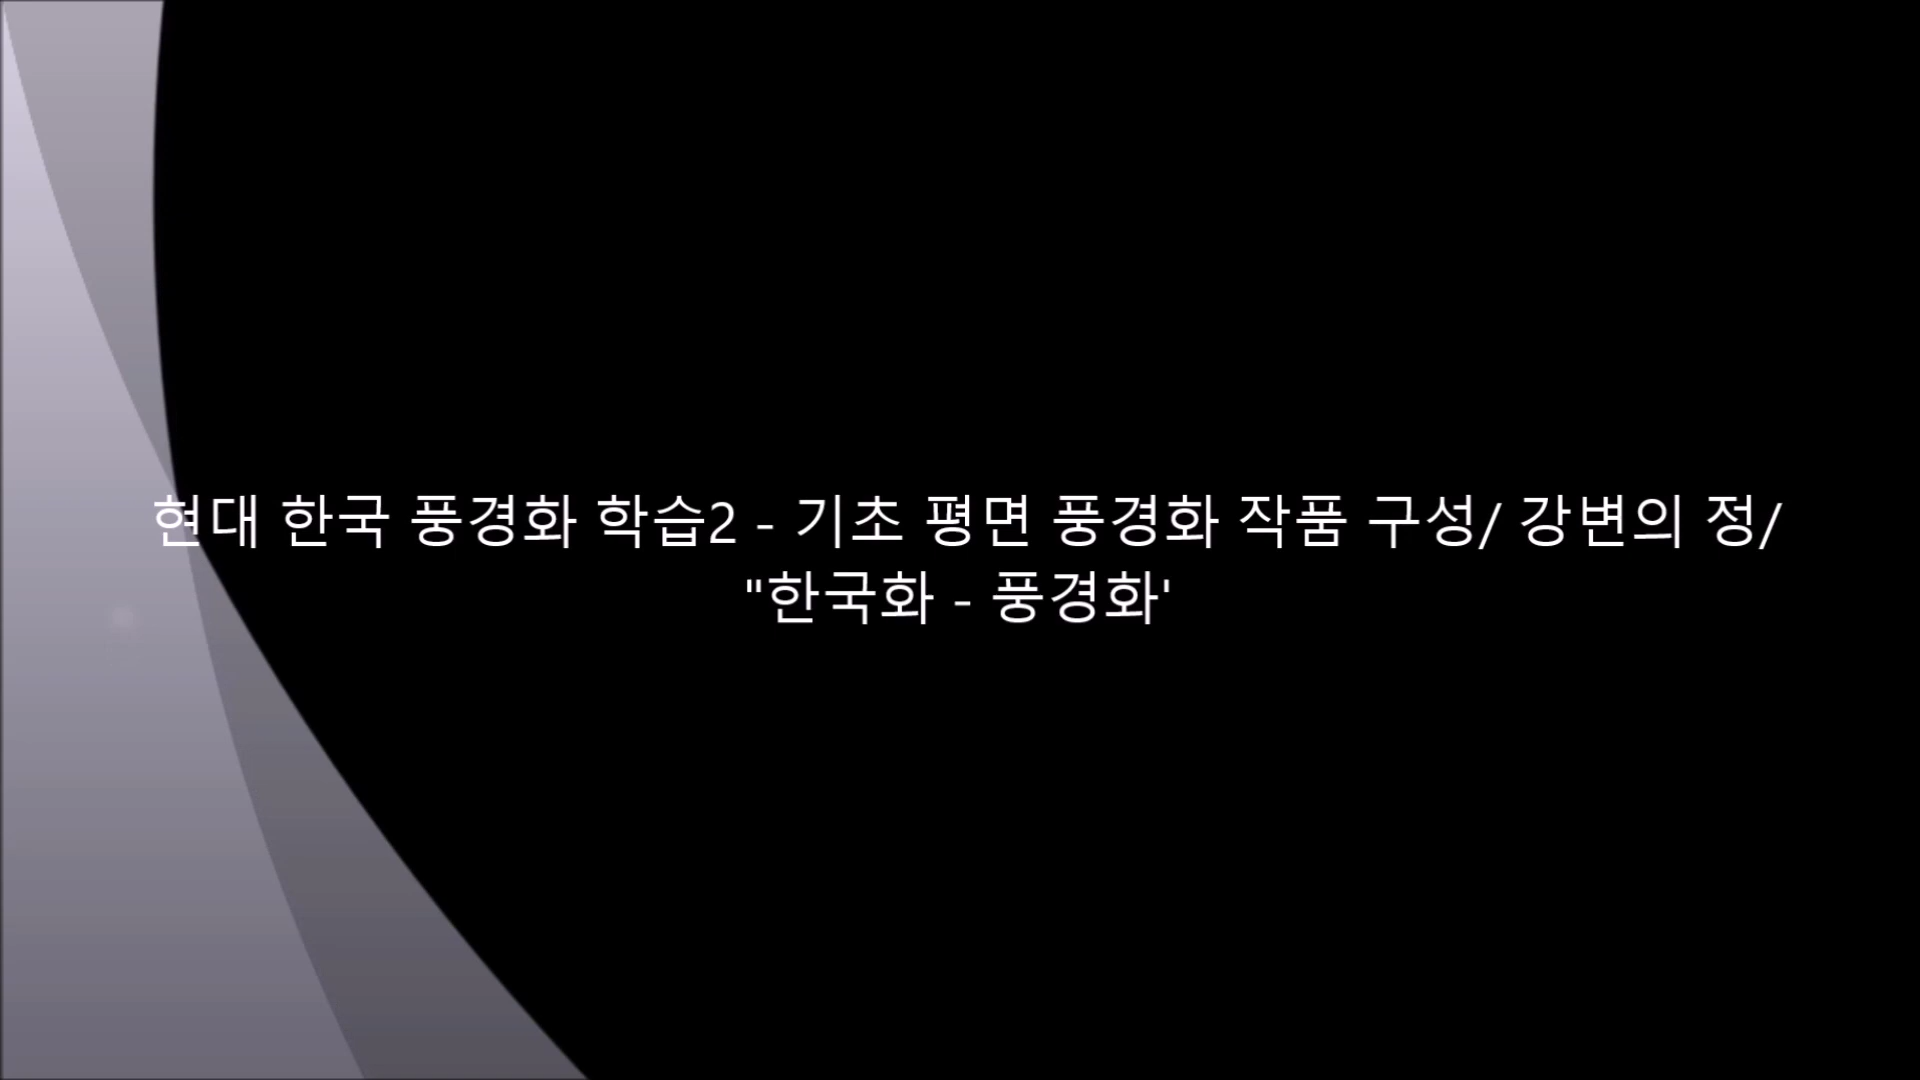 현대 한국 풍경화 학습2 - 기초 평면 풍경화 작품 구성/ 강변의 정/
"한국화 - 풍경화'